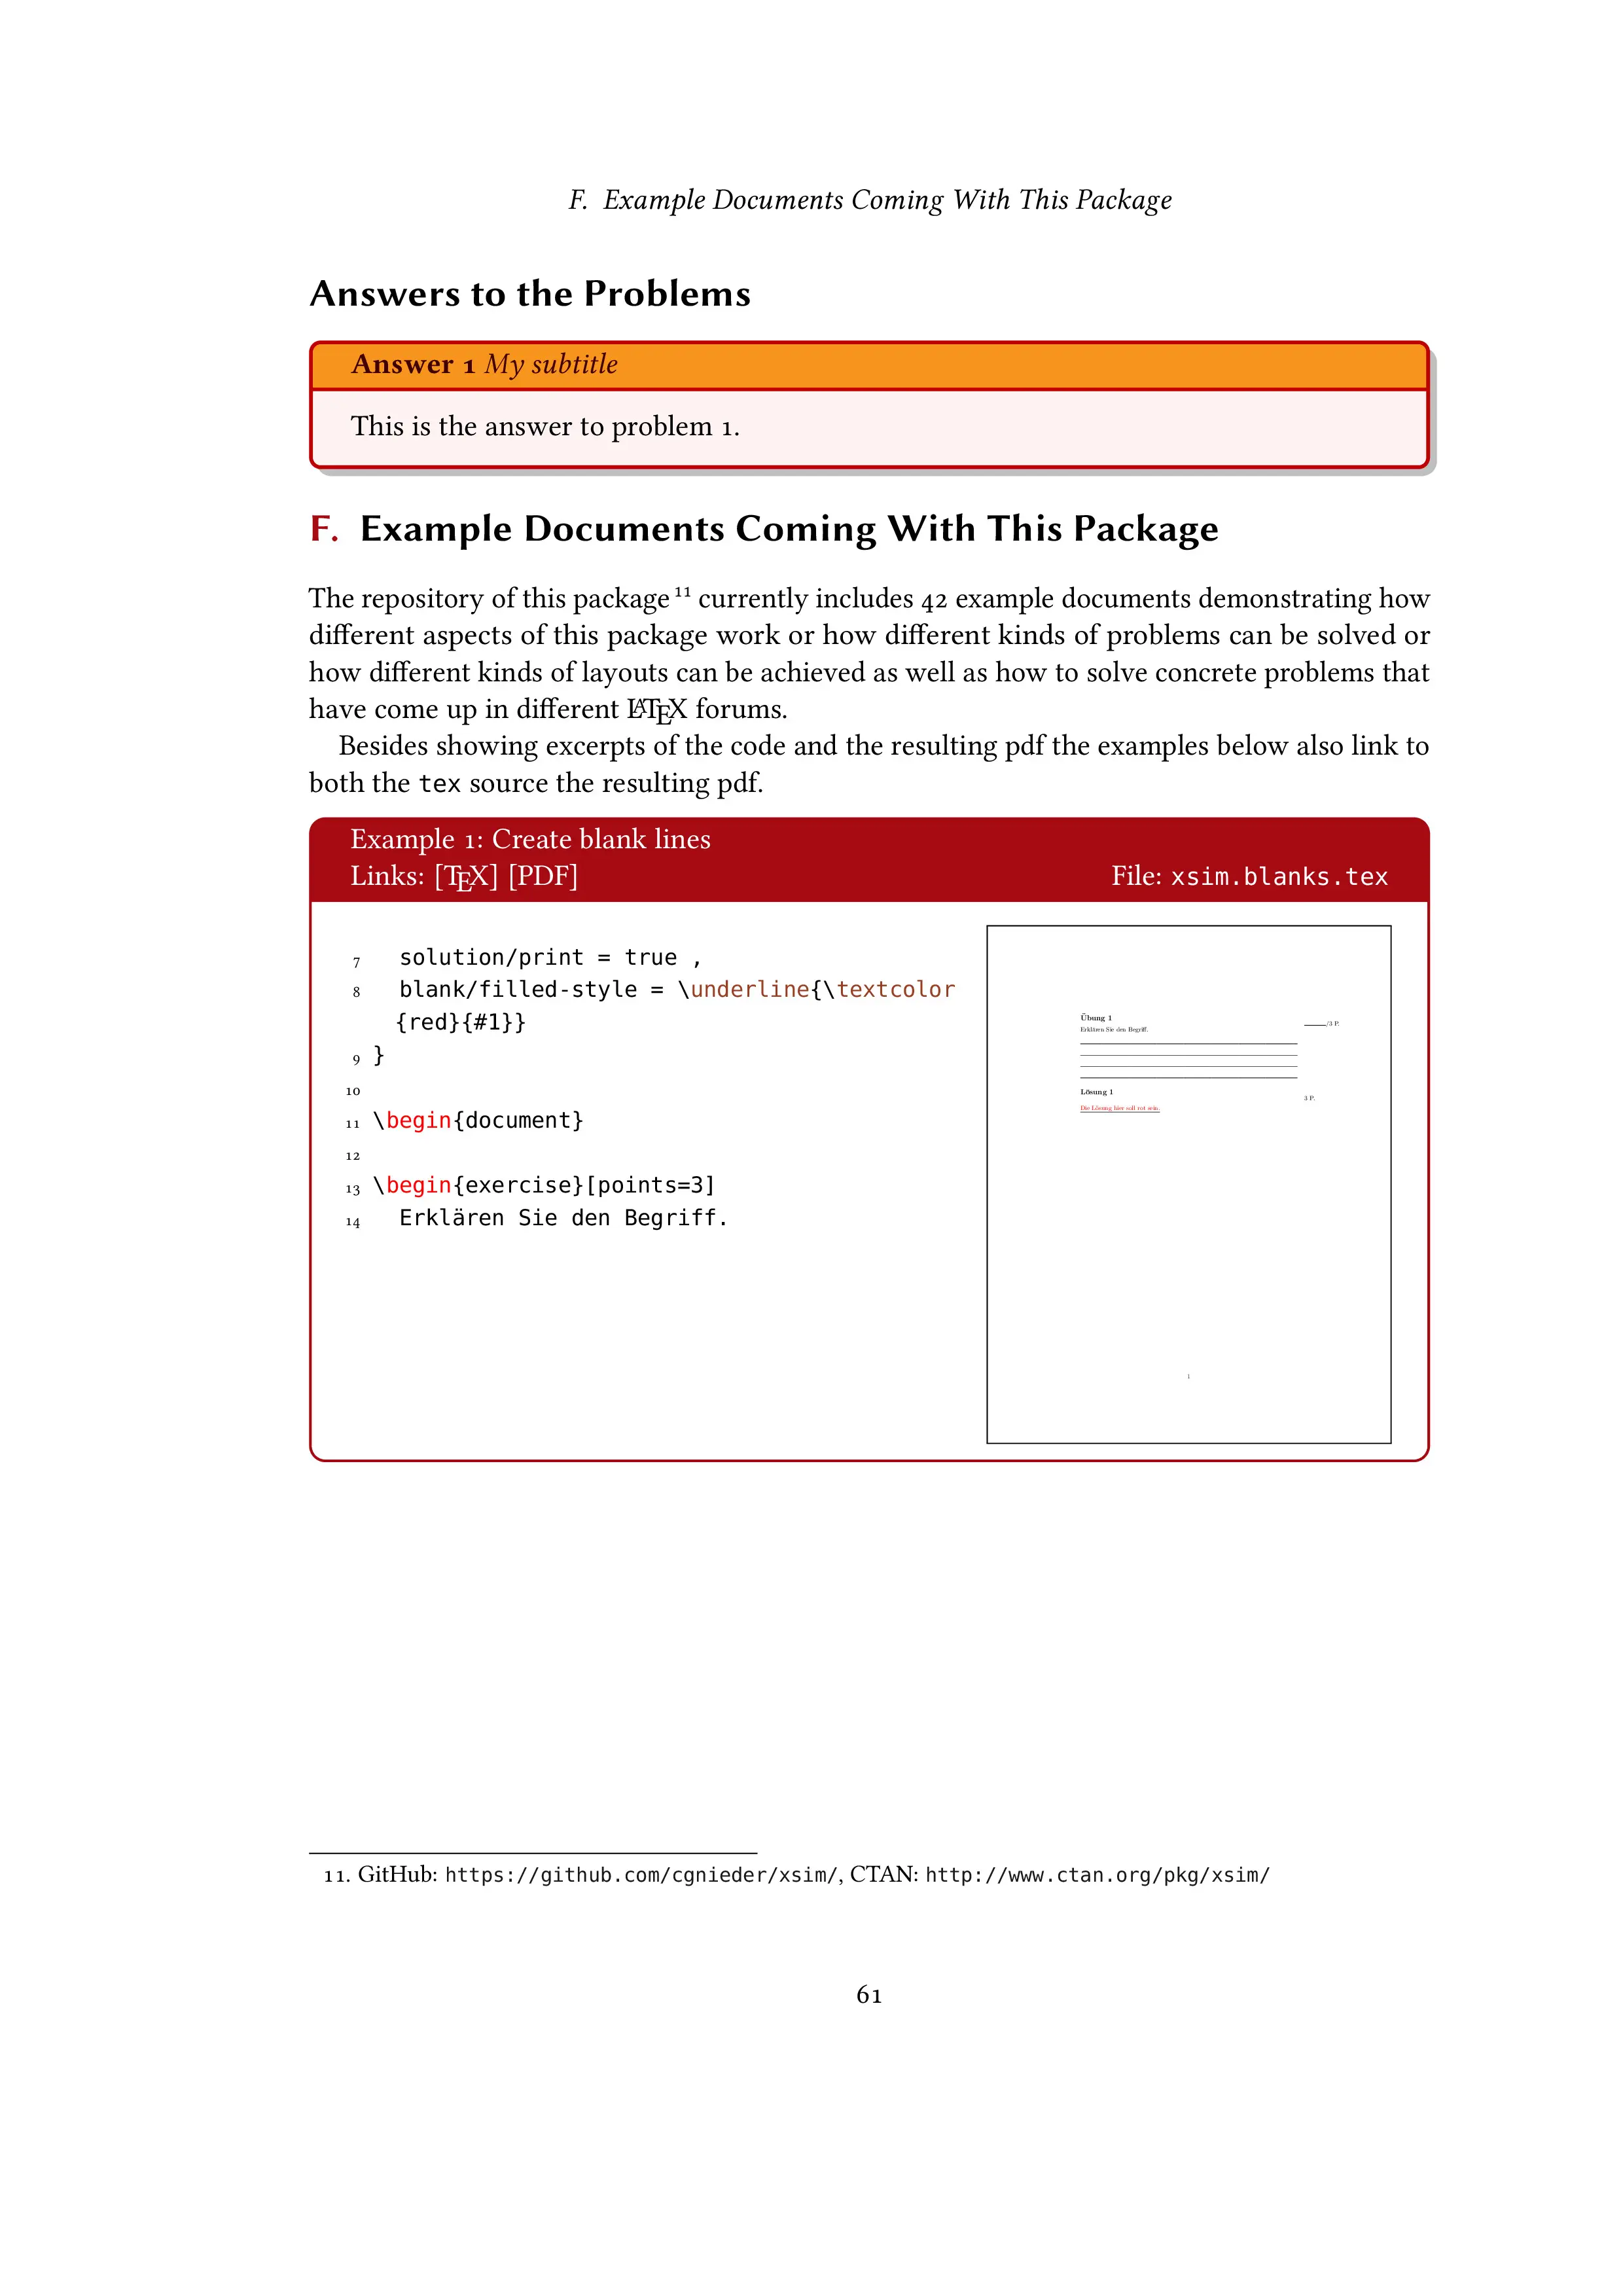 F. Example Documents Coming With This Package
Answers to the Problems
Answer 1 My subtitle
This is the answer to problem 1.
F. Example Documents Coming With This Package
The repository of this package 11 currently includes 42 example documents demonstrating how
different aspects of this package work or how different kinds of problems can be solved or
how different kinds of layouts can be achieved as well as how to solve concrete problems that
have come up in different LATEX forums.
Besides showing excerpts of the code and the resulting pdf the examples below also link to
both the tex source the resulting pdf.
Example 1: Create blank lines
Links: [TEX] [PDF] File: xsim.blanks.tex
7 solution/print = true ,
8 blank/filled-style = \underline{\textcolor
{red}{#1}}
9 }
10
11 \begin{document}
12
13 \begin{exercise}[points=3]
14 Erklären Sie den Begriff.
Übung 1
/3 P.
Erklären Sie den Begriff.
Lösung 1
3 P.
Die Lösung hier soll rot sein.
1
11. GitHub: https://github.com/cgnieder/xsim/, CTAN: http://www.ctan.org/pkg/xsim/
61